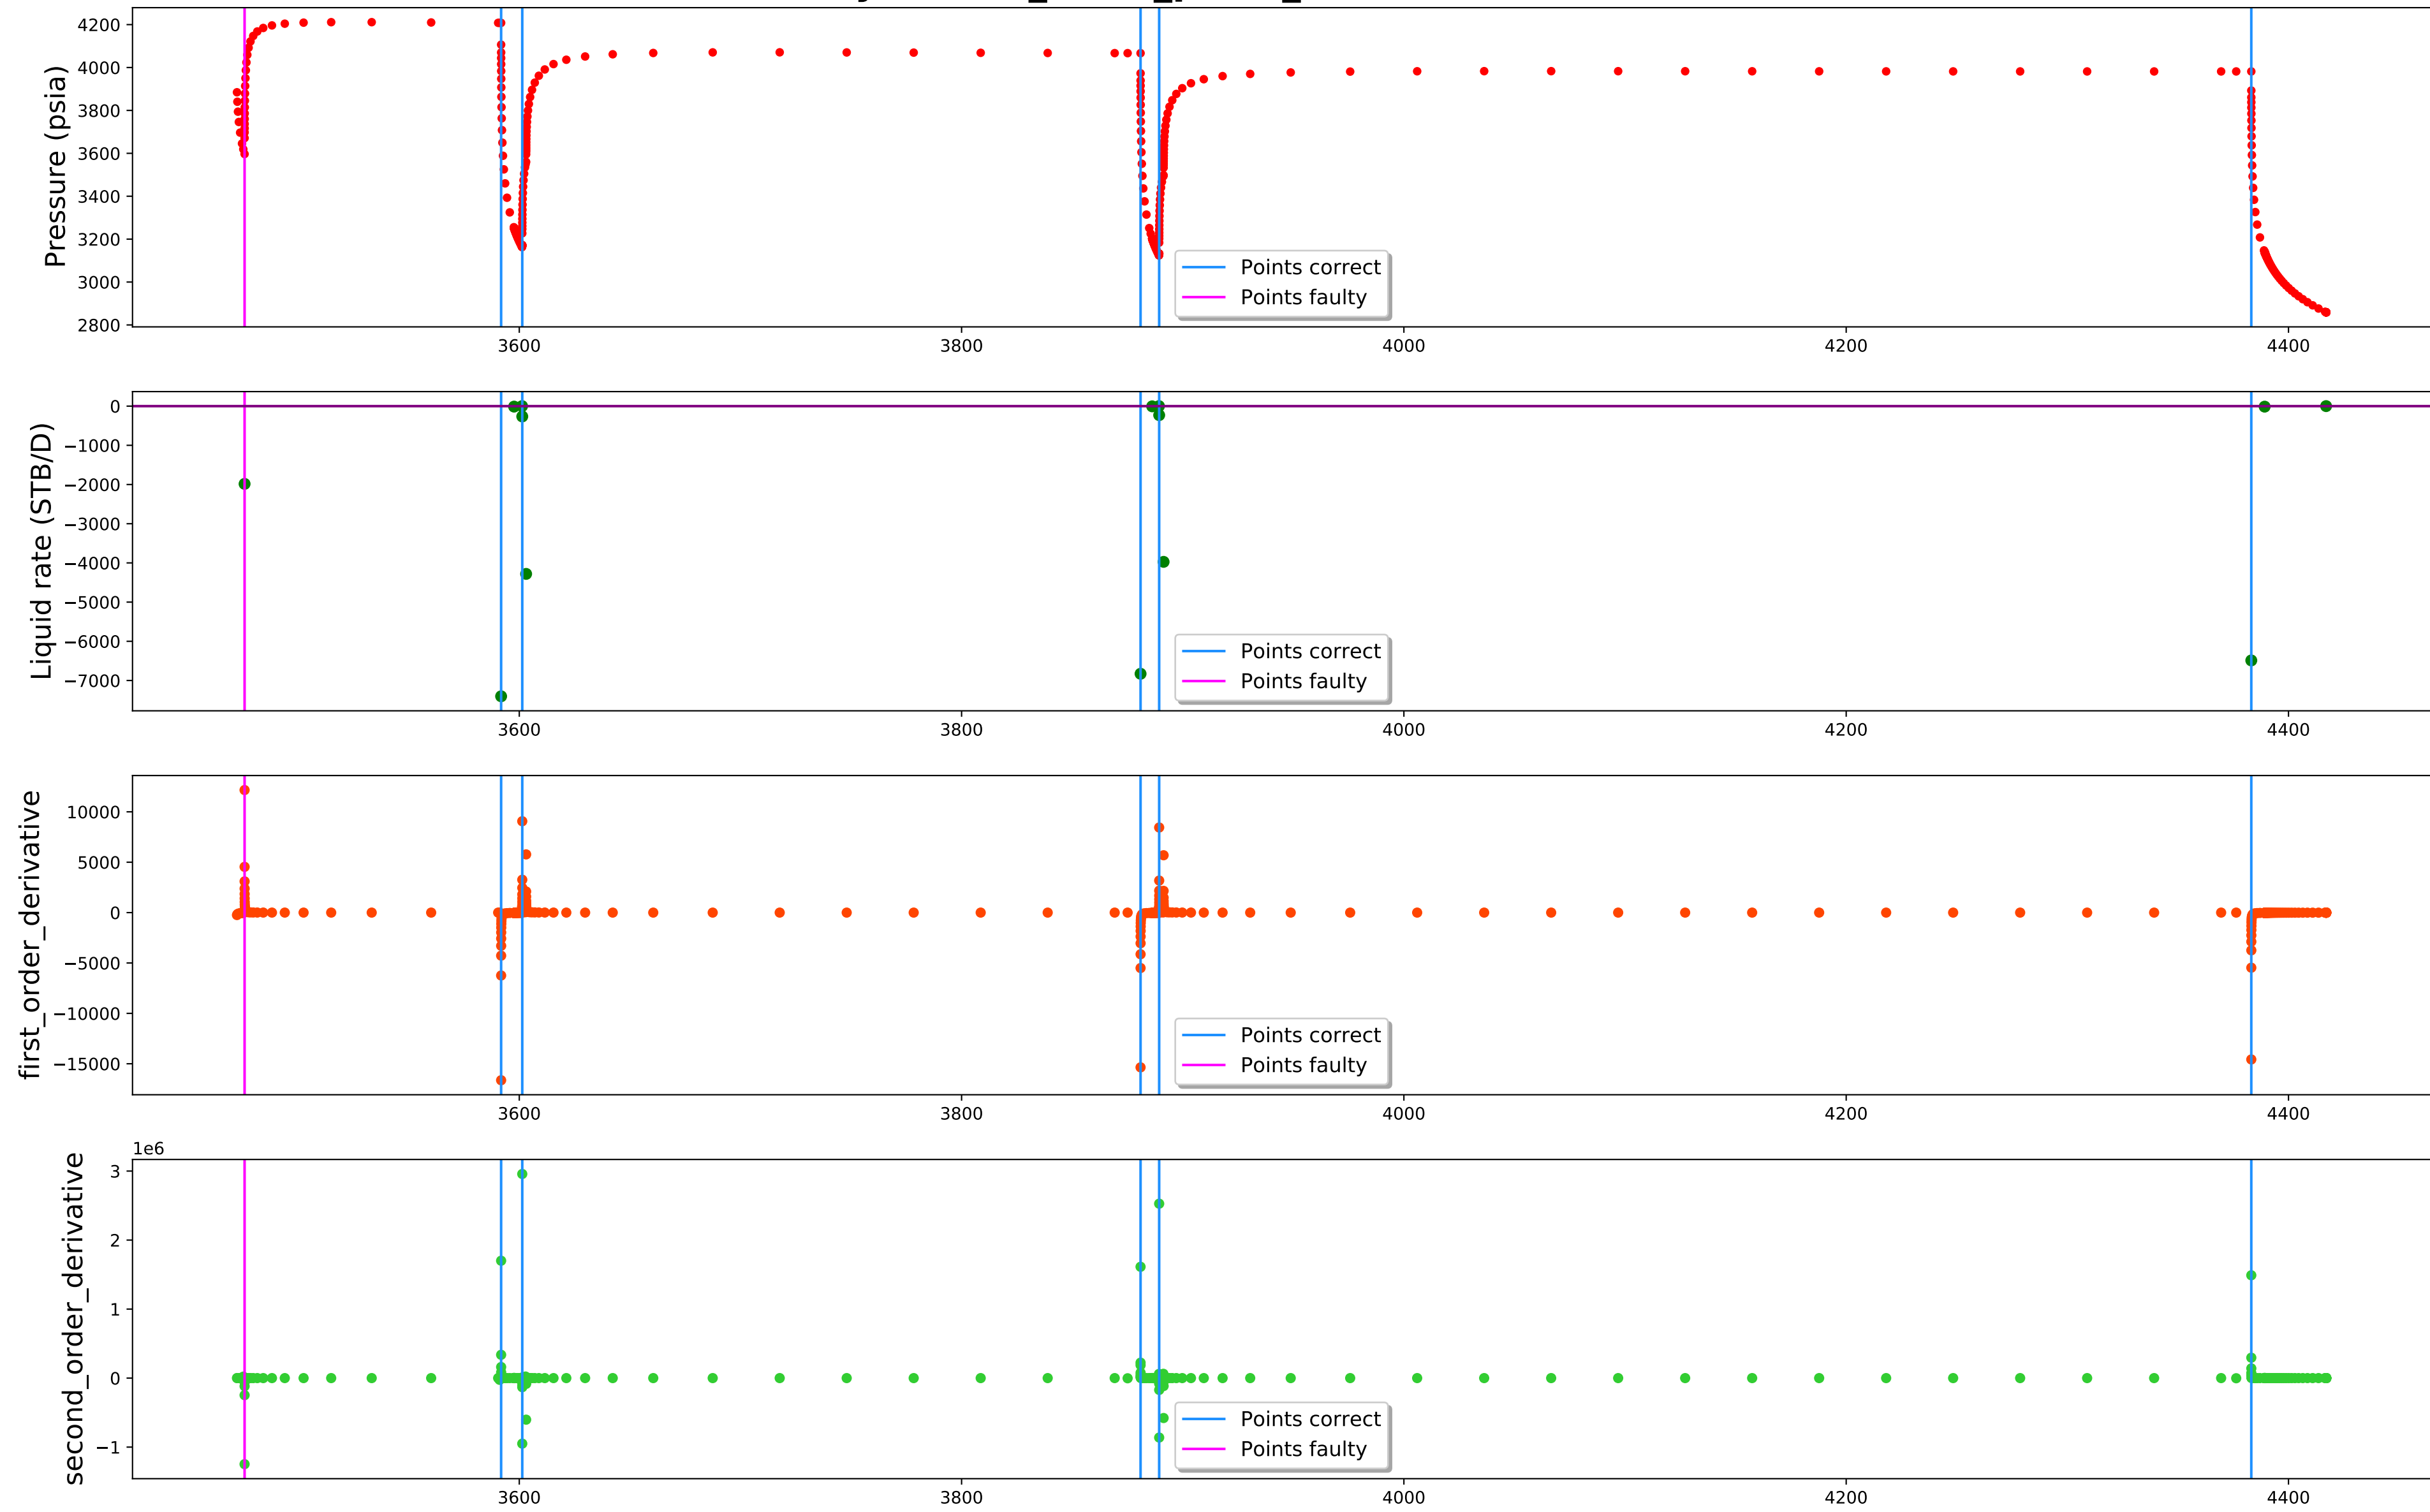 4200
4000
3800
3600
3400
3200
3000
2800
Pressure (psia)
Points correct
Points faulty
3600 3800 4000 4200 4400
0
−1000
−2000
−3000
−4000
−5000
−6000
−7000
Liquid rate (STB/D)
Points correct
Points faulty
3600 3800 4000 4200 4400
10000
5000
0
−5000
−10000
−15000
first_order_derivative
Points correct
Points faulty
3600 3800 4000 4200 4400
1e6
3
2
1
0
−1
second_order_derivative
Points correct
Points faulty
3600 3800 4000 4200 4400